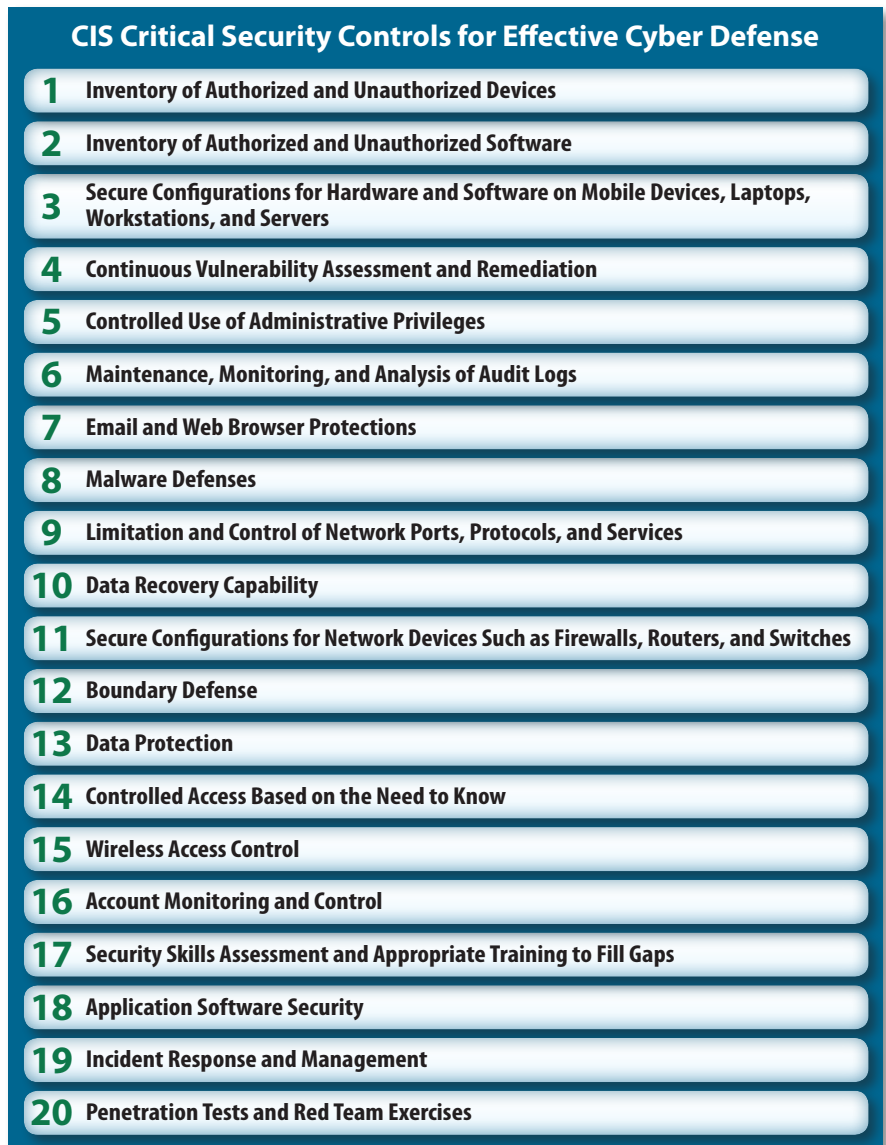 CIS Critical Security Controls for Effective Cyber Defense
1 Inventory of Authorized and Unauthorized Devices
2 Inventory of Authorized and Unauthorized Software
3 Secure Configurations for Hardware and Software on Mobile Devices, Laptops,
Workstations, and Servers
4 Continuous Vulnerability Assessment and Remediation
5 Controlled Use of Administrative Privileges
6 Maintenance, Monitoring, and Analysis of Audit Logs
7 Email and Web Browser Protections
8 Malware Defenses
9 Limitation and Control of Network Ports, Protocols, and Services
10 Data Recovery Capability
11 Secure Configurations for Network Devices Such as Firewalls, Routers, and Switches
12 Boundary Defense
13 Data Protection
14 Controlled Access Based on the Need to Know
15 Wireless Access Control
16 Account Monitoring and Control
17 Security Skills Assessment and Appropriate Training to Fill Gaps
18 Application Software Security
19 Incident Response and Management
20 Penetration Tests and Red Team Exercises